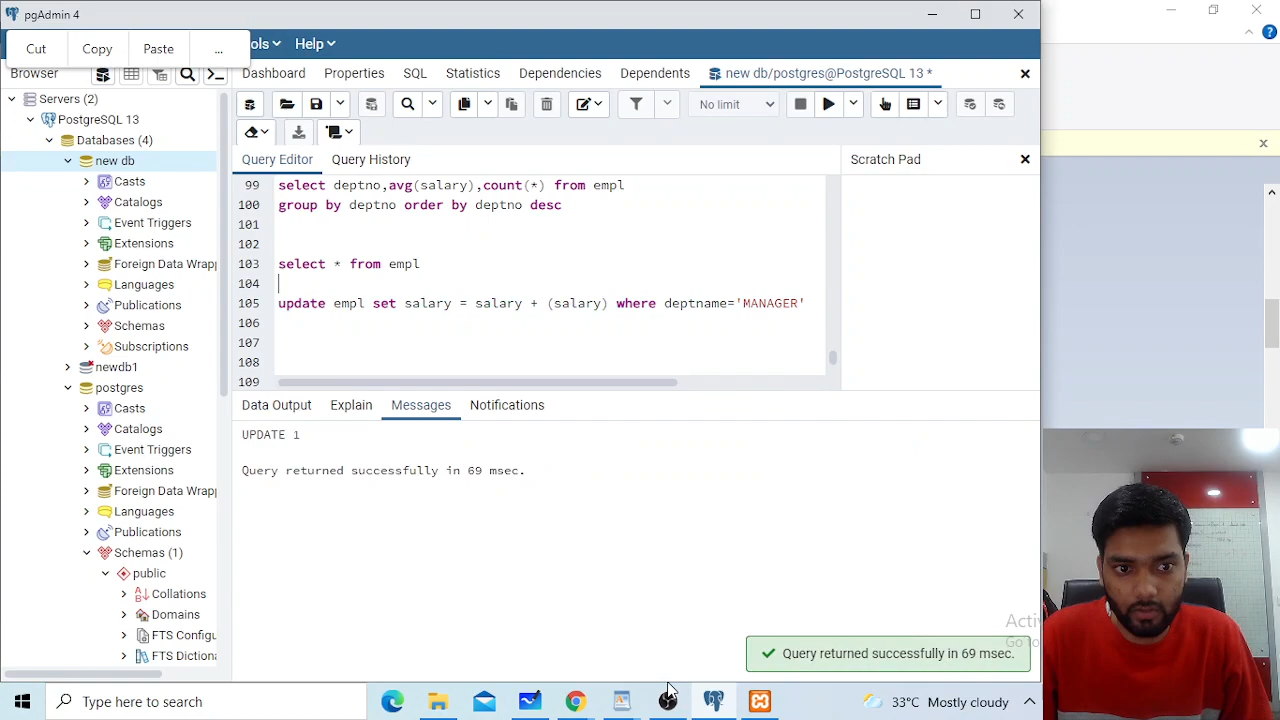 pgAdmin 4
Cut Copy Paste ...
ols Help
Browser
Dashboard Properties SQL Statistics Dependencies Dependents new db/postgres@PostgreSQL 13 *
No limit
Query Editor Query History
Scratch Pad
Servers (2)
PostgreSQL 13
Databases (4)
new db
Casts
Catalogs
Event Triggers
Extensions
Foreign Data Wrap
Languages
Publications
Schemas
Subscriptions
newdb1
postgres
Casts
Catalogs
Event Triggers
Extensions
Foreign Data Wrap
Languages
Publications
Schemas (1)
public
Collations
Domains
FTS Configu
FTS Dictiona
99 select deptno,avg(salary),count(*) from empl
100 group by deptno order by deptno desc
101
102
103 select * from empl
104
105 update empl set salary = salary + (salary) where deptname='MANAGER'
106
107
108
109
Data Output Explain Messages Notifications
UPDATE 1
Query returned successfully in 69 msec.
Activ
Go to
Query returned successfully in 69 msec.
Type here to search
33°C Mostly cloudy